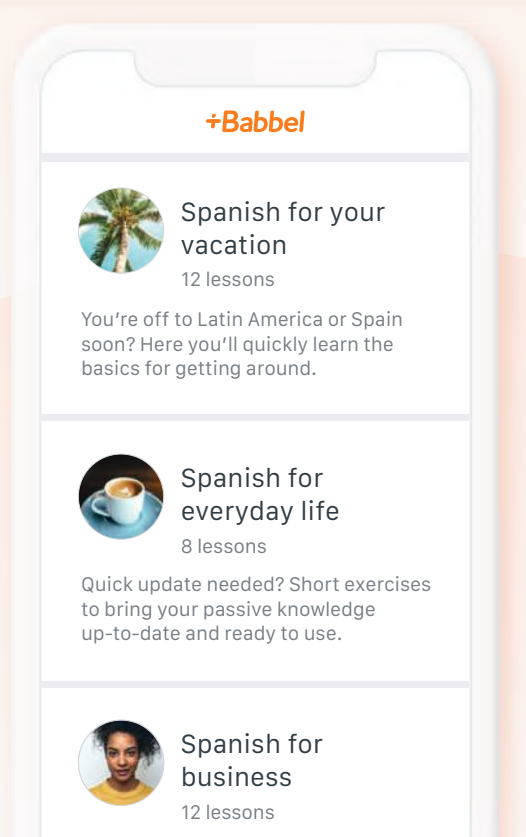 +Babbel
Spanish for your
vacation
12 lessons
You’re off to Latin America or Spain
soon? Here you’ll quickly learn the
basics for getting around.
Spanish for
everyday life
8 lessons
Quick update needed? Short exercises
to bring your passive knowledge
up-to-date and ready to use.
Spanish for
business
12 lessons